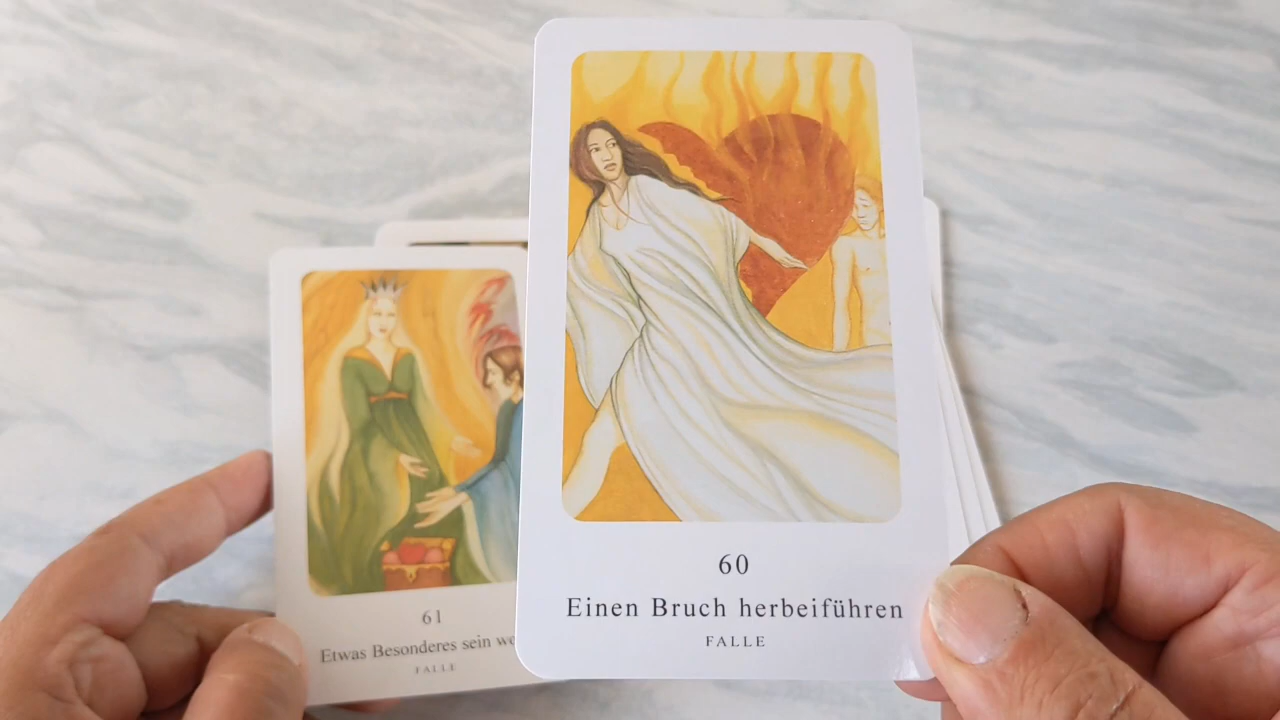 60
Einen Bruch herbeiführen
FALLE
61
Etwas Besonderes sein
FALLE